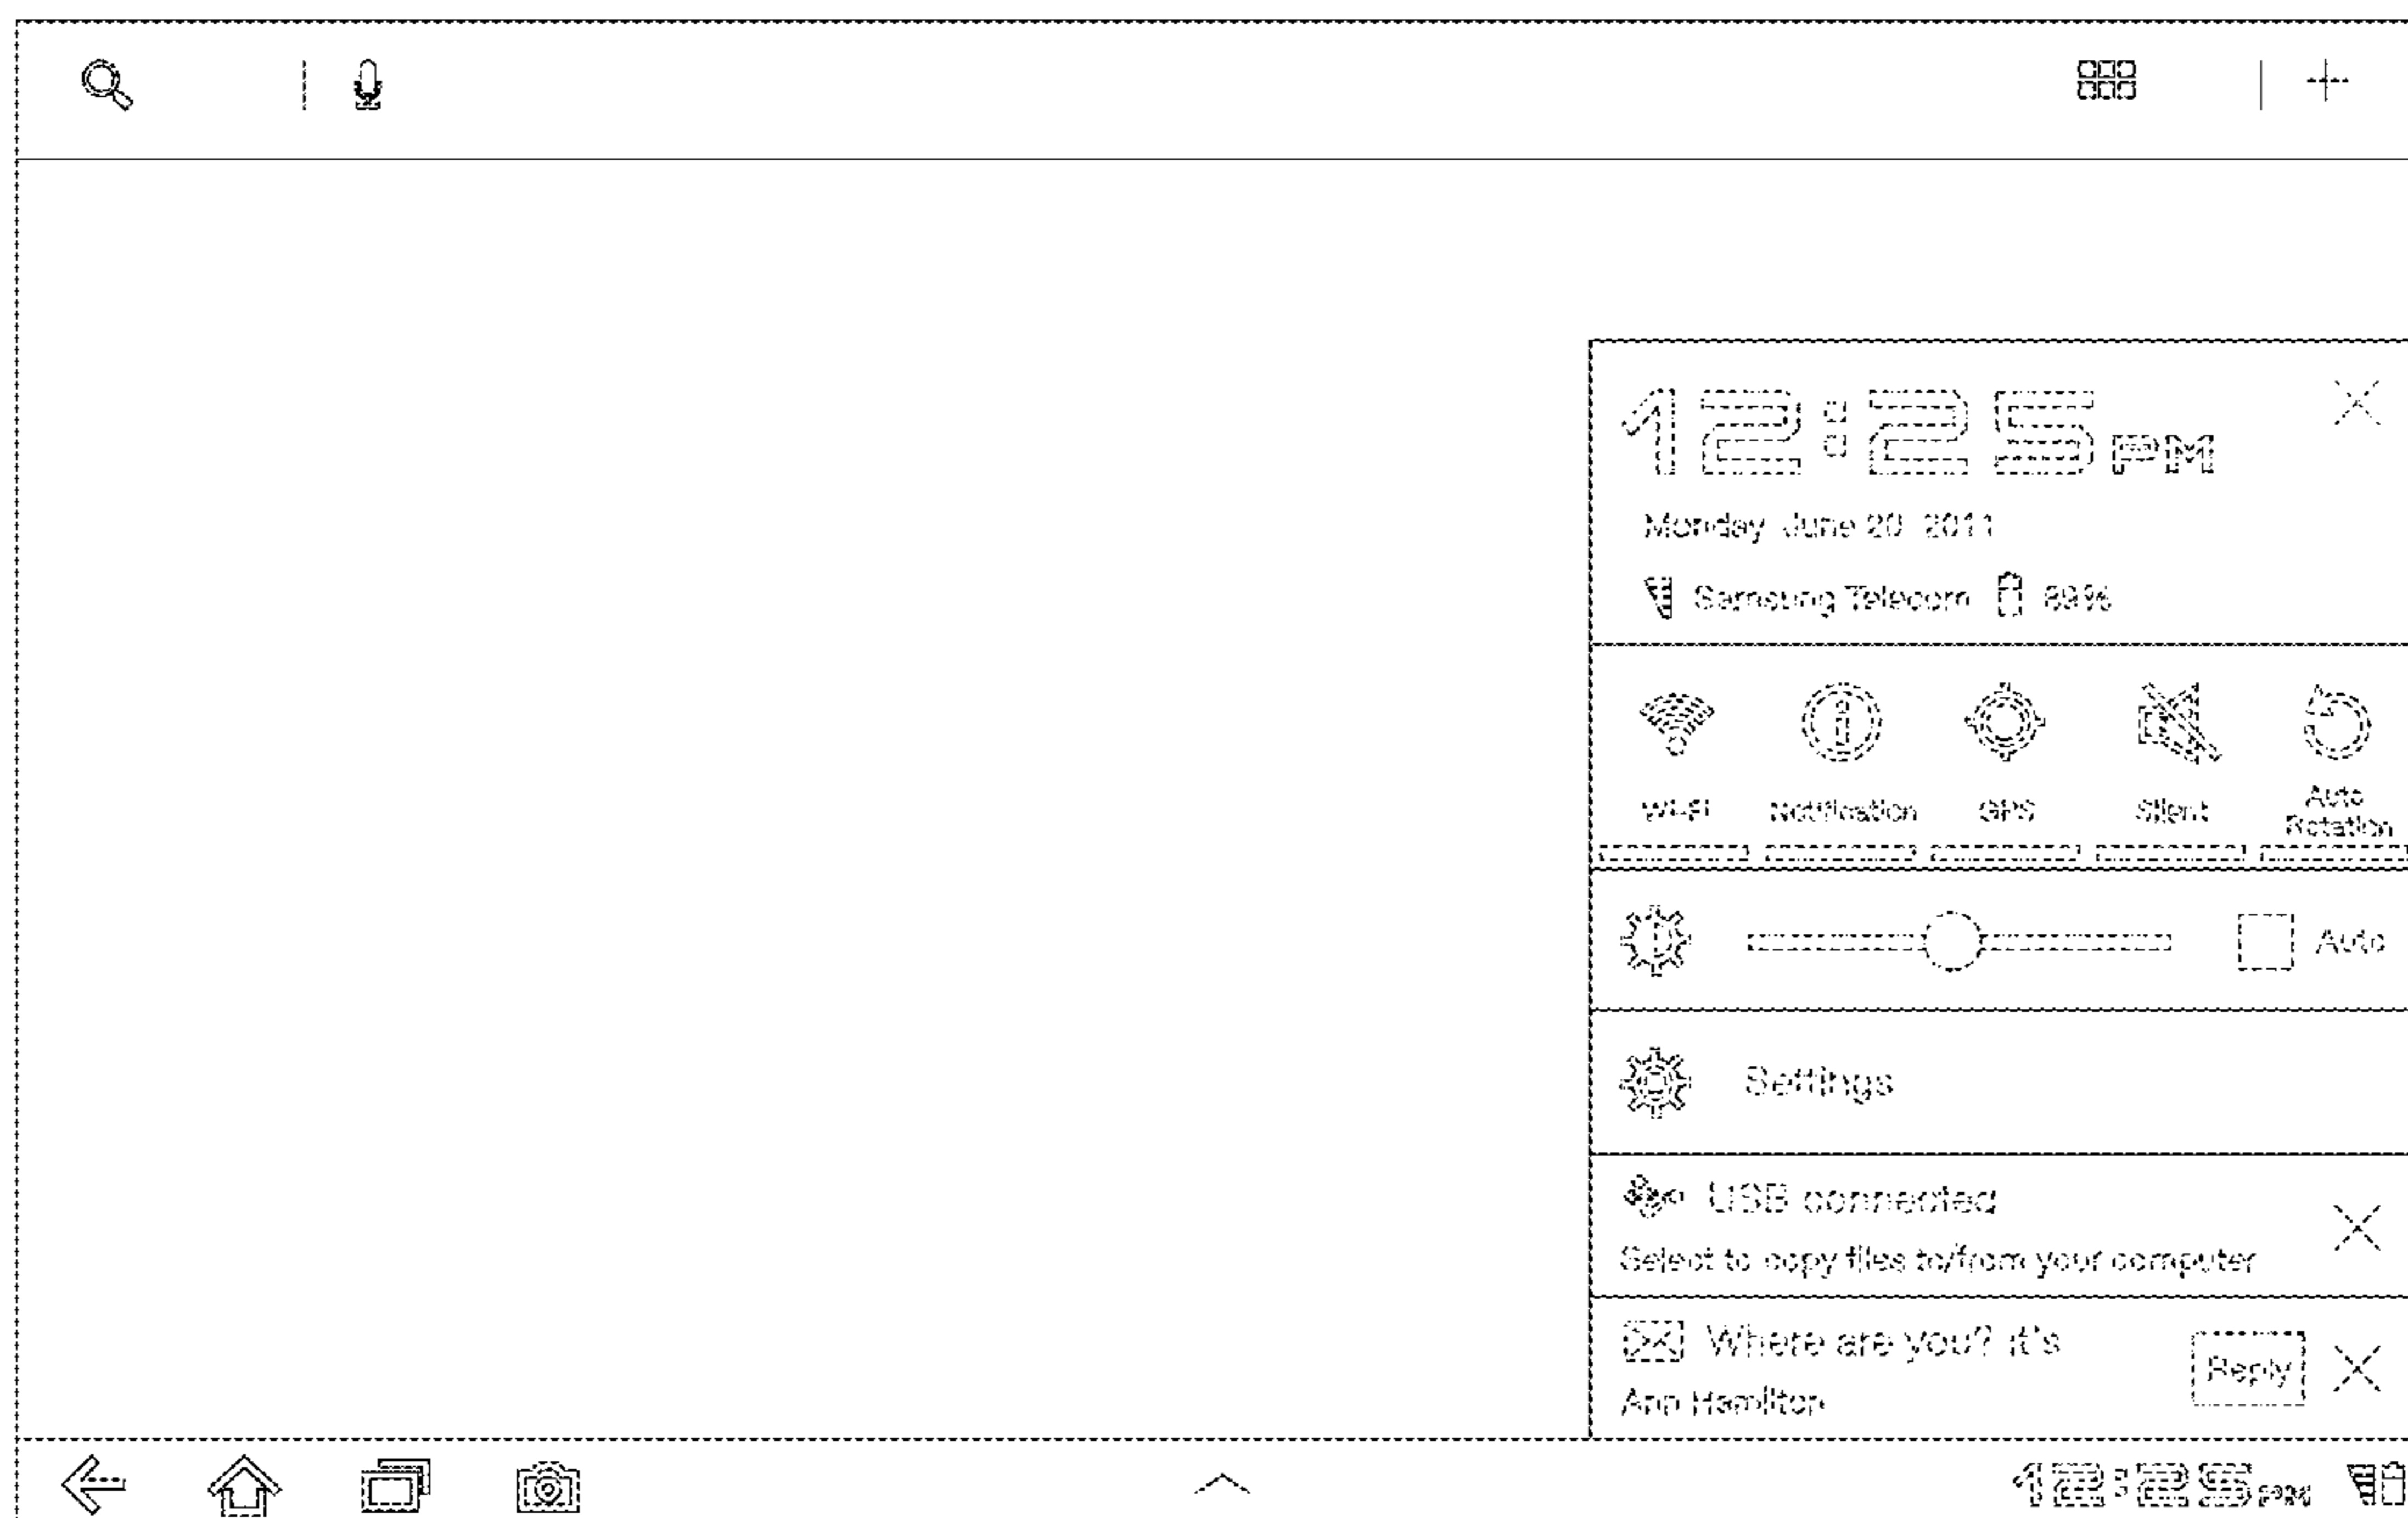 12:25 PM
Monday June 20 2011
Samsung Telecom 89%
Wi-Fi Notification GPS Silent Auto Rotation
Auto
Settings
USB connected
Select to copy files to/from your computer
Where are you? It's
Ann Hamilton
Reply
12:25 PM